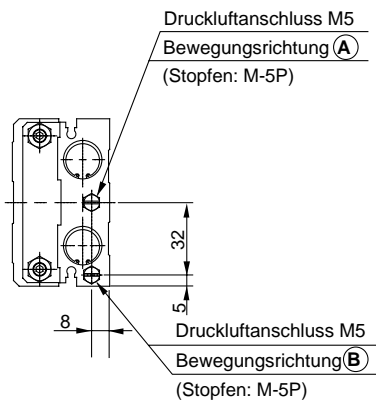 Druckluftanschluss M5
Bewegungsrichtung A
(Stopfen: M-5P)
32
5
8
Druckluftanschluss M5
Bewegungsrichtung B
(Stopfen: M-5P)